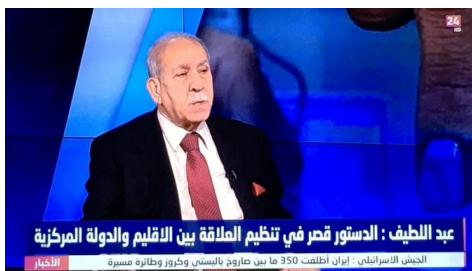 24
HD
عبد اللطيف : الدستور قصر في تنظيم العلاقة بين الاقليم والدولة المركزية
الجيش الاسرائيلي : إيران أطلقت 350 ما بين صاروخ باليستي وكروز وطائرة مسيرة
الأخبار